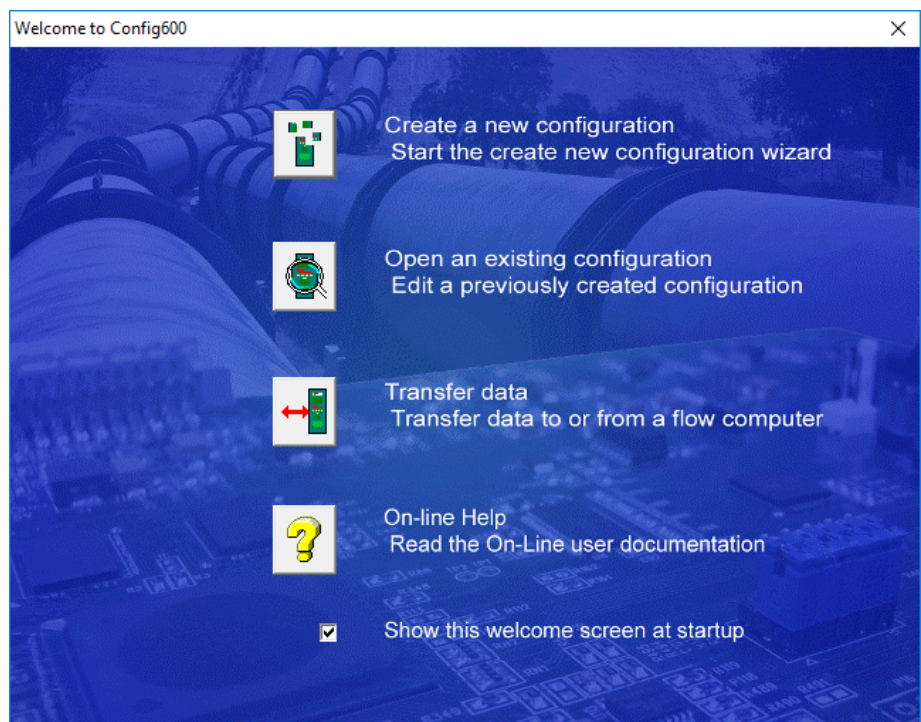 Welcome to Config600
Create a new configuration
Start the create new configuration wizard
Open an existing configuration
Edit a previously created configuration
Transfer data
Transfer data to or from a flow computer
On-line Help
Read the On-Line user documentation
Show this welcome screen at startup